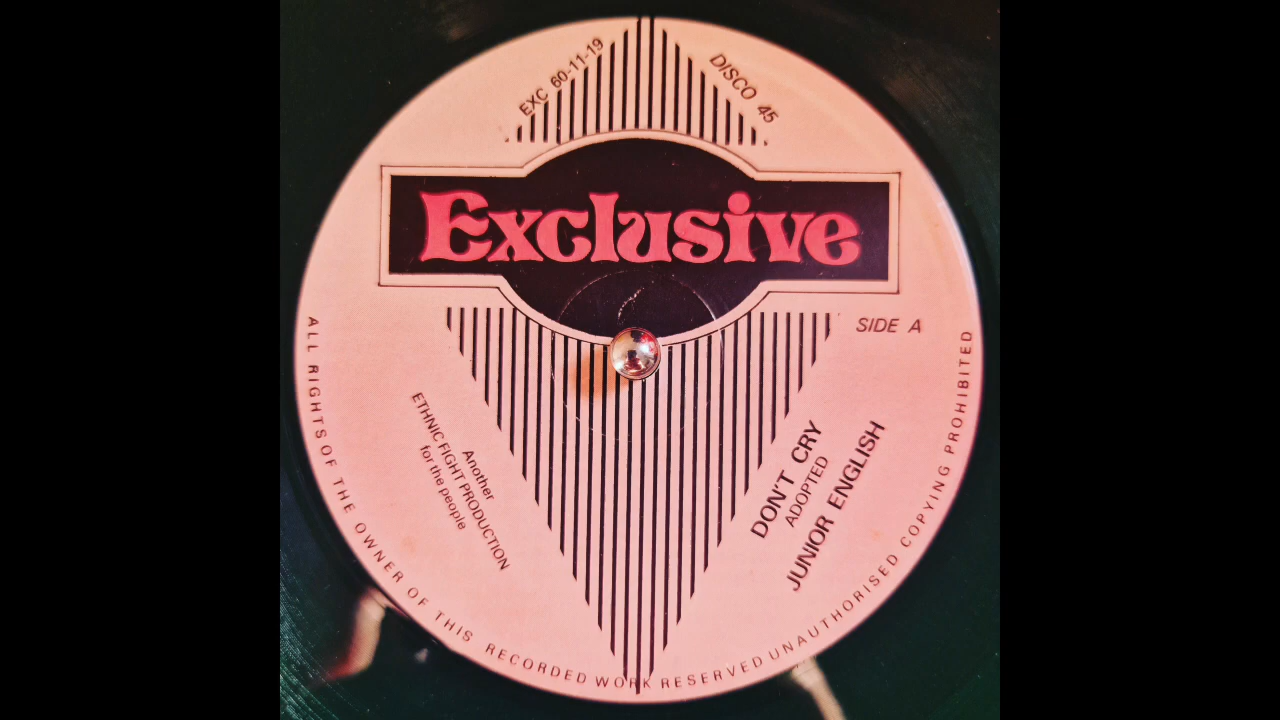 EXC 60-11-19
DISCO 45
Exclusive
SIDE A
Another
ETHNIC FIGHT PRODUCTION
for the people
DON'T CRY
ADOPTED
JUNIOR ENGLISH
ALL RIGHTS OF THE OWNER OF THIS RECORDED WORK RESERVED UNAUTHORISED COPYING PROHIBITED